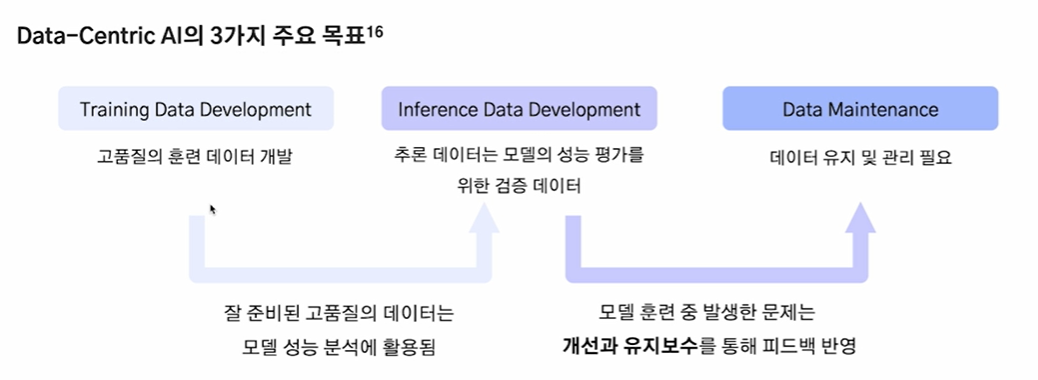 Data-Centric AI의 3가지 주요 목표16
Training Data Development
고품질의 훈련 데이터 개발
Inference Data Development
추론 데이터는 모델의 성능 평가를
위한 검증 데이터
Data Maintenance
데이터 유지 및 관리 필요
잘 준비된 고품질의 데이터는
모델 성능 분석에 활용됨
모델 훈련 중 발생한 문제는
개선과 유지보수를 통해 피드백 반영